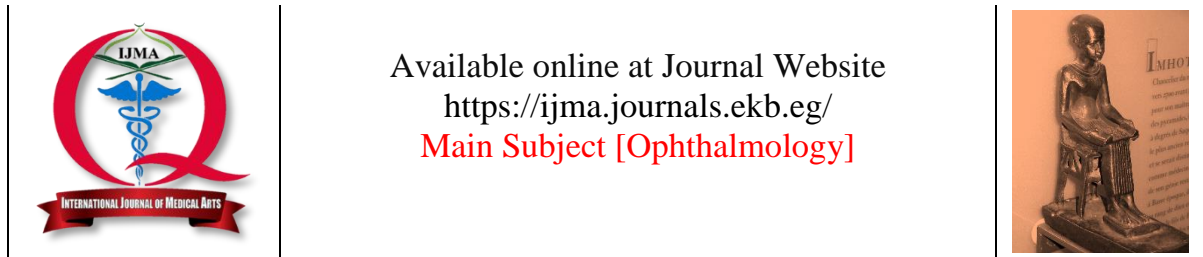 IJMA
INTERNATIONAL JOURNAL OF MEDICAL ARTS
Available online at Journal Website
https://ijma.journals.ekb.eg/
Main Subject [Ophthalmology]